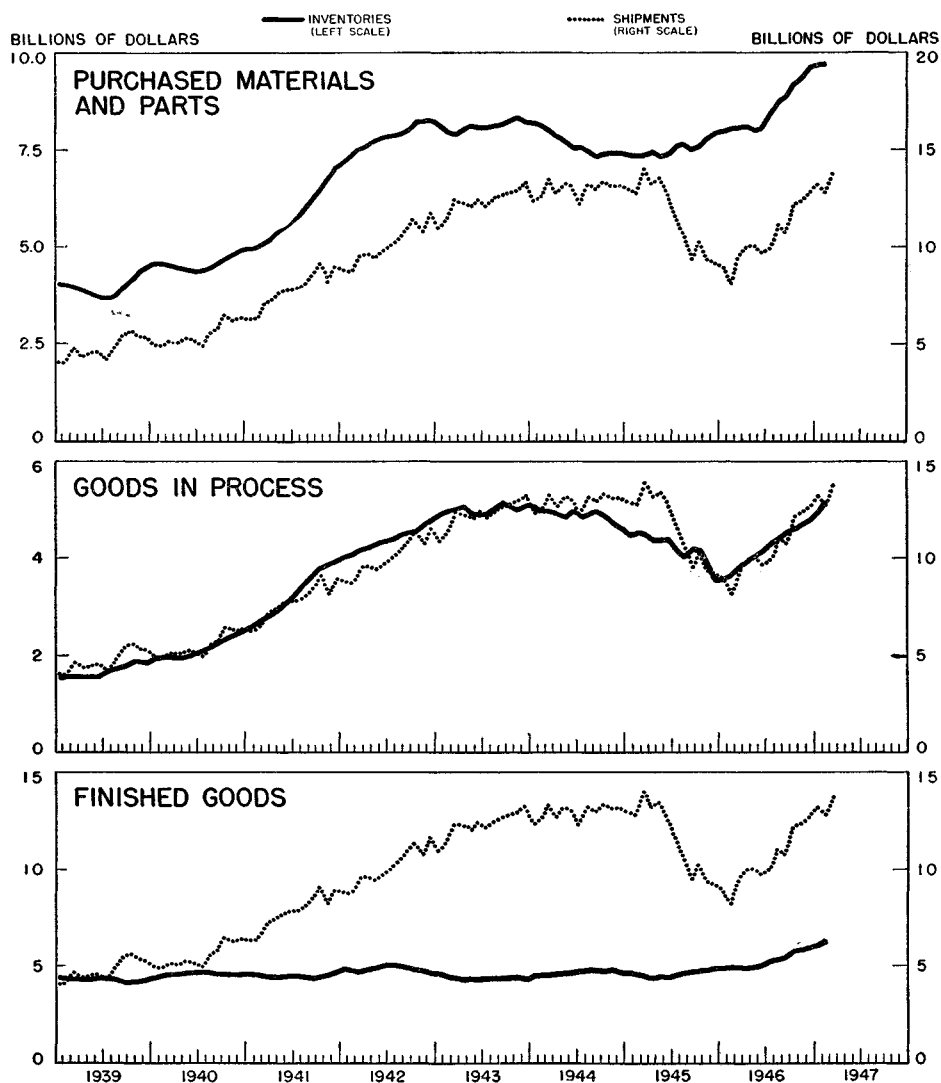 INVENTORIES
(LEFT SCALE)
SHIPMENTS
(RIGHT SCALE)
BILLIONS OF DOLLARS
BILLIONS OF DOLLARS
PURCHASED MATERIALS
AND PARTS
10.0
7.5
5.0
2.5
0
20
15
10
5
0
GOODS IN PROCESS
6
4
2
0
15
10
5
0
FINISHED GOODS
15
10
5
0
15
10
5
0
1939 1940 1941 1942 1943 1944 1945 1946 1947